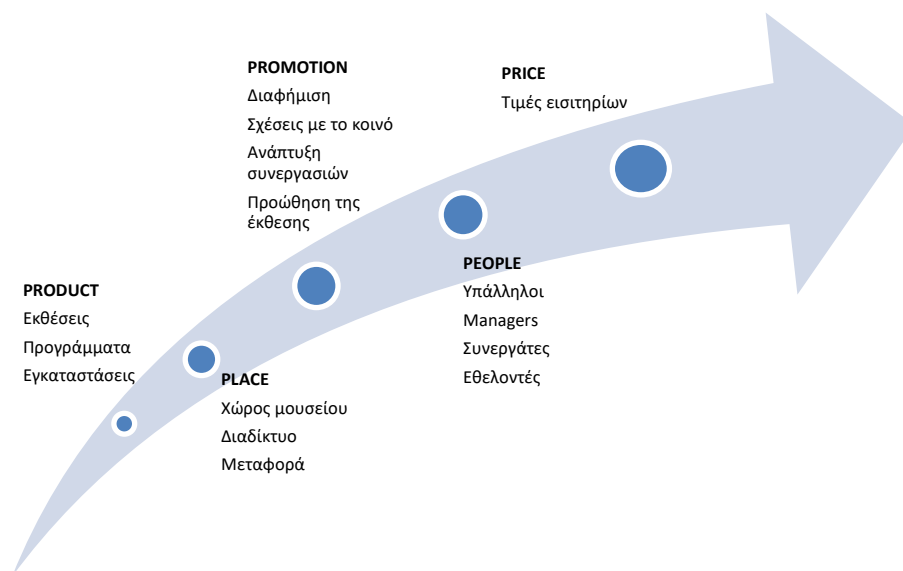 PRODUCT
Εκθέσεις
Προγράμματα
Εγκαταστάσεις
PLACE
Χώρος μουσείου
Διαδίκτυο
Μεταφορά
PROMOTION
Διαφήμιση
Σχέσεις με το κοινό
Ανάπτυξη
συνεργασιών
Προώθηση της
έκθεσης
PEOPLE
Υπάλληλοι
Managers
Συνεργάτες
Εθελοντές
PRICE
Τιμές εισιτηρίων